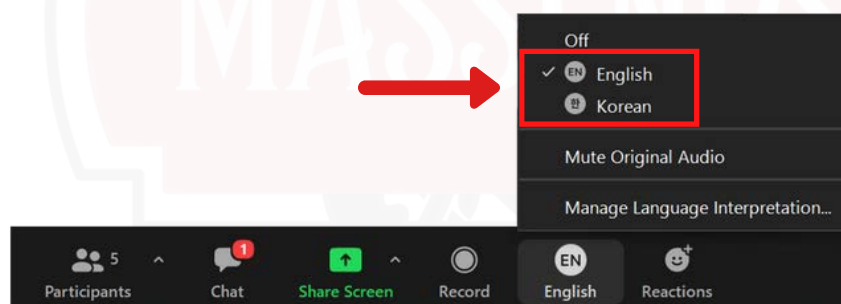 Off
EN English
한 Korean
Mute Original Audio
Manage Language Interpretation...
5 1 EN
Participants Chat Share Screen Record English Reactions